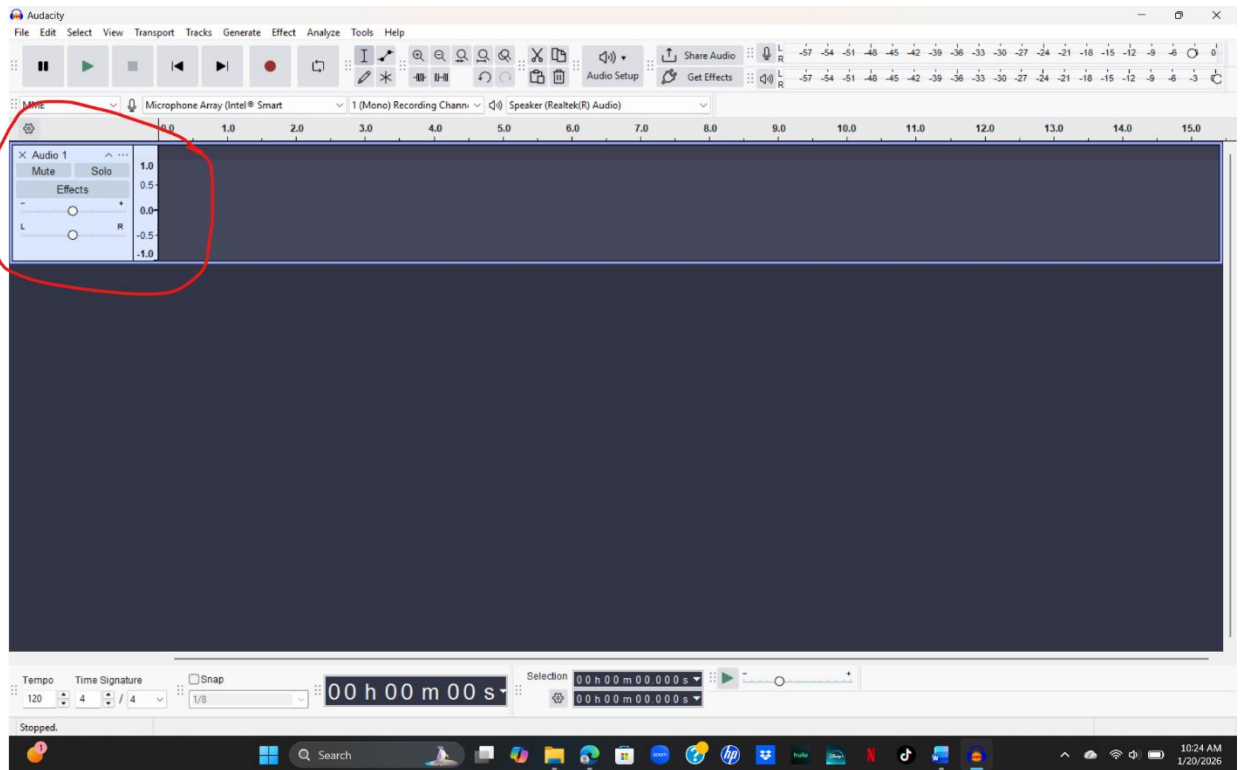 Audacity
File Edit Select View Transport Tracks Generate Effect Analyze Tools Help
Audio Setup
Share Audio
Get Effects
L
R
-57 -54 -51 -48 -45 -42 -39 -36 -33 -30 -27 -24 -21 -18 -15 -12 -9 -6 0
L
R
-57 -54 -51 -48 -45 -42 -39 -36 -33 -30 -27 -24 -21 -18 -15 -12 -9 -6 -3
MME Microphone Array (Intel® Smart 1 (Mono) Recording Chann Speaker (Realtek(R) Audio)
0.0 1.0 2.0 3.0 4.0 5.0 6.0 7.0 8.0 9.0 10.0 11.0 12.0 13.0 14.0 15.0
Audio 1 ...
Mute Solo
Effects
- +
L R
1.0
0.5
0.0
-0.5
-1.0
Tempo Time Signature Snap
120 4 / 4 1/8
00 h 00 m 00 s
Selection
00 h 00 m 00.000 s
00 h 00 m 00.000 s
- +
Stopped.
1
Search
zoom
hp
hulu
Disney+
N
W
10:24 AM
1/20/2026